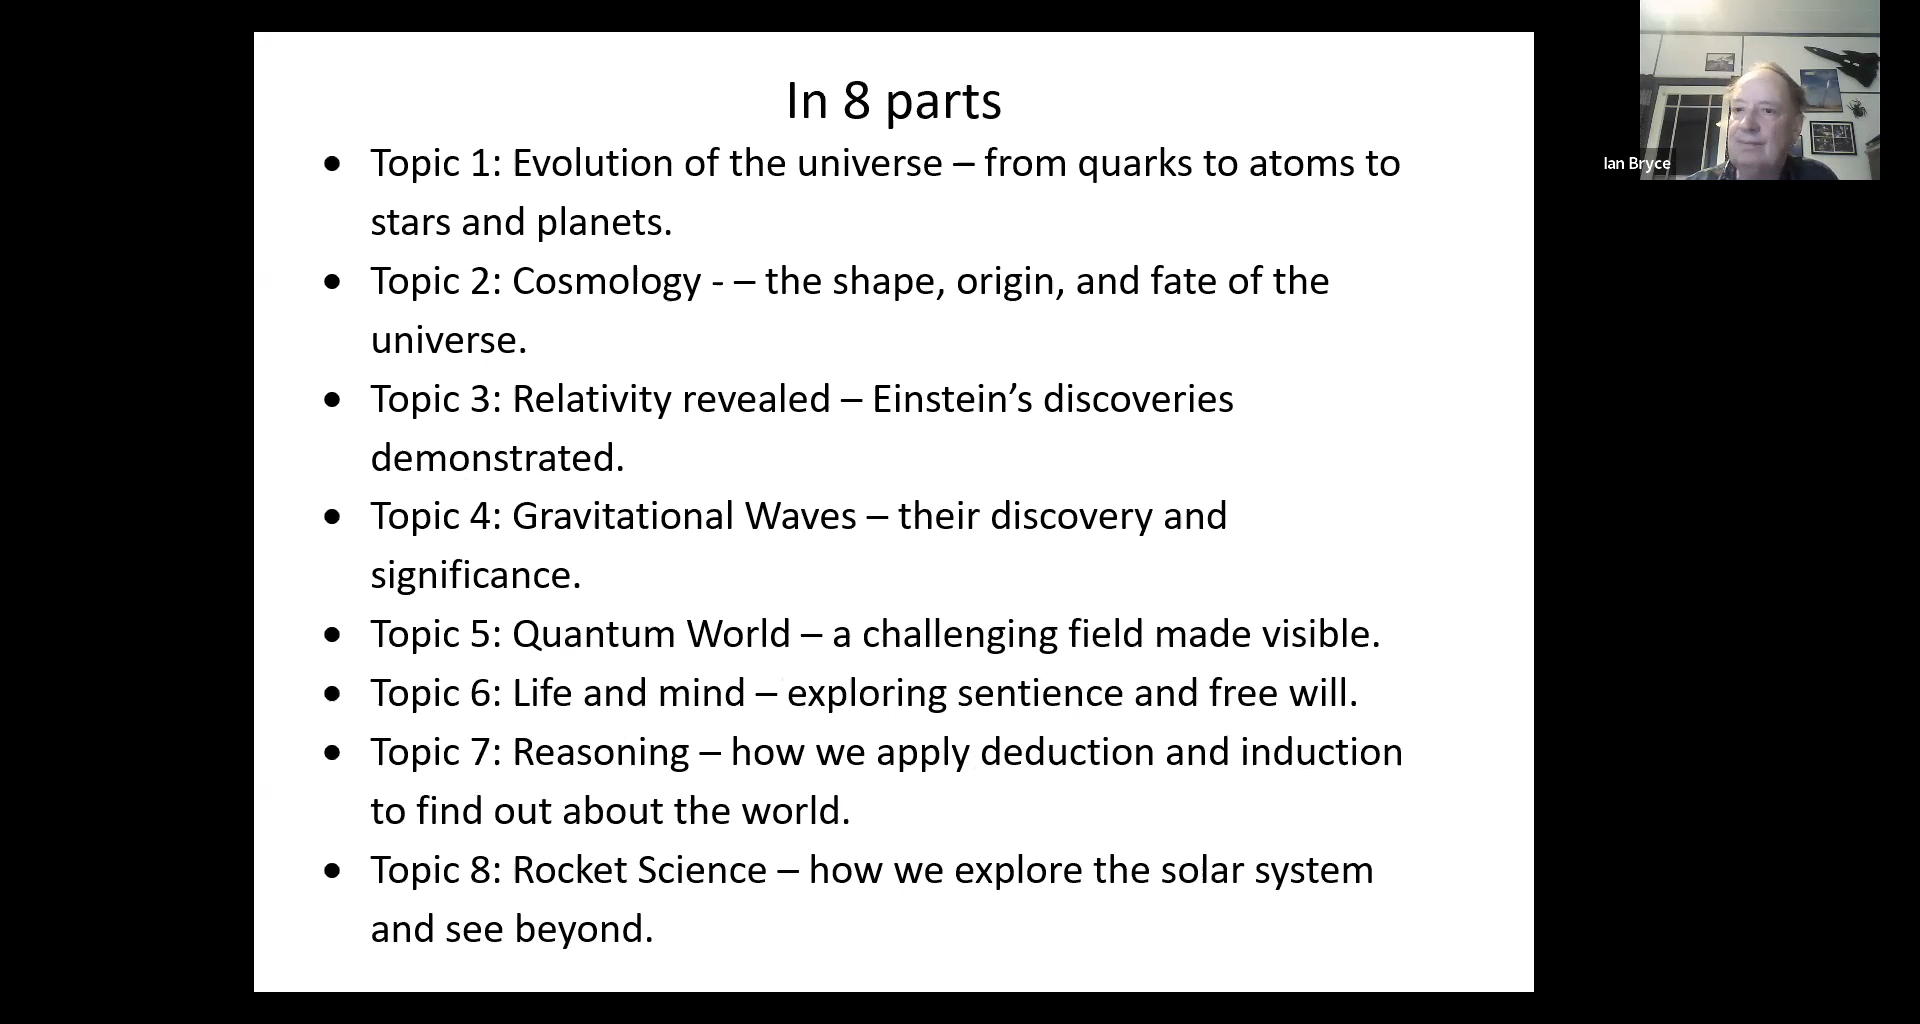 In 8 parts
• Topic 1: Evolution of the universe – from quarks to atoms to
stars and planets.
• Topic 2: Cosmology - – the shape, origin, and fate of the
universe.
• Topic 3: Relativity revealed – Einstein’s discoveries
demonstrated.
• Topic 4: Gravitational Waves – their discovery and
significance.
• Topic 5: Quantum World – a challenging field made visible.
• Topic 6: Life and mind – exploring sentience and free will.
• Topic 7: Reasoning – how we apply deduction and induction
to find out about the world.
• Topic 8: Rocket Science – how we explore the solar system
and see beyond.
Ian Bryce